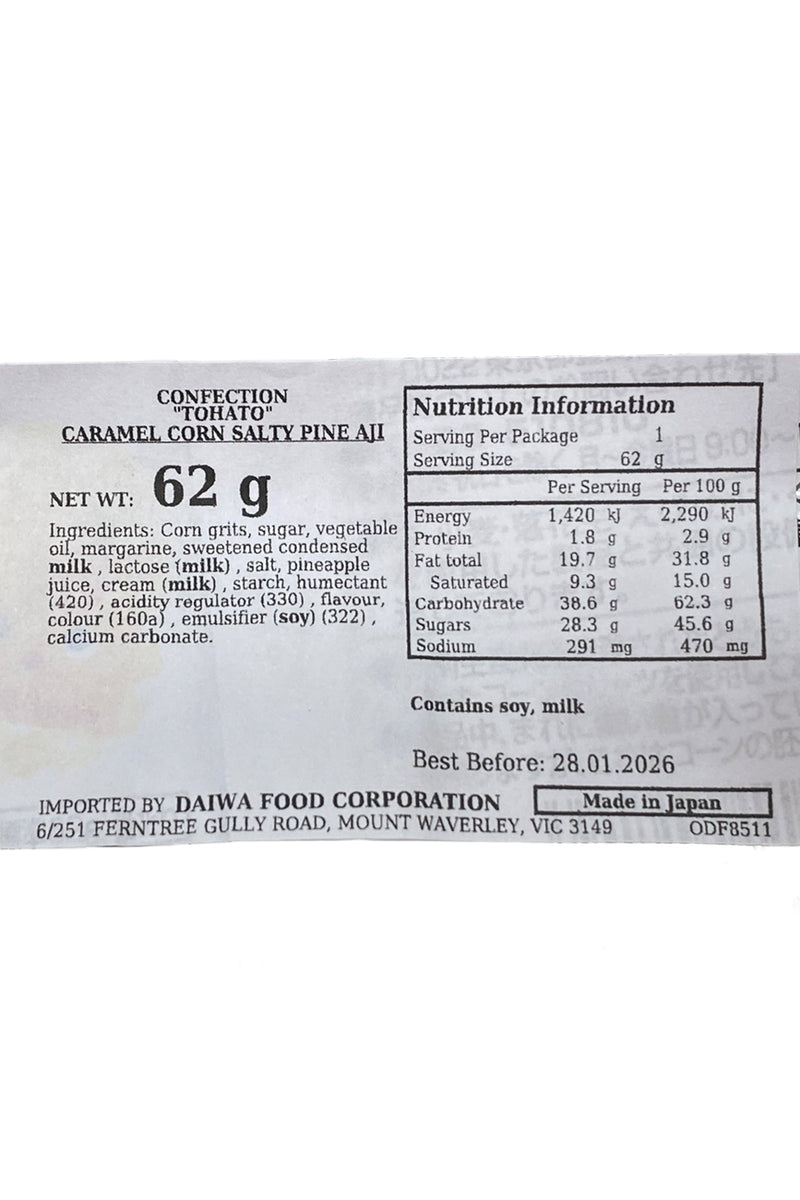 CONFECTION
"TOHATO"
CARAMEL CORN SALTY PINE AJI
NET WT: 62 g
Ingredients: Corn grits, sugar, vegetable
oil, margarine, sweetened condensed
milk , lactose (milk) , salt, pineapple
juice, cream (milk) , starch, humectant
(420) , acidity regulator (330) , flavour,
colour (160a) , emulsifier (soy) (322) ,
calcium carbonate.
Nutrition Information
Serving Per Package 1
Serving Size 62 g
Per Serving Per 100 g
Energy 1,420 kJ 2,290 kJ
Protein 1.8 g 2.9 g
Fat total 19.7 g 31.8 g
Saturated 9.3 g 15.0 g
Carbohydrate 38.6 g 62.3 g
Sugars 28.3 g 45.6 g
Sodium 291 mg 470 mg
Contains soy, milk
Best Before: 28.01.2026
IMPORTED BY DAIWA FOOD CORPORATION Made in Japan
6/251 FERNTREE GULLY ROAD, MOUNT WAVERLEY, VIC 3149 ODF8511